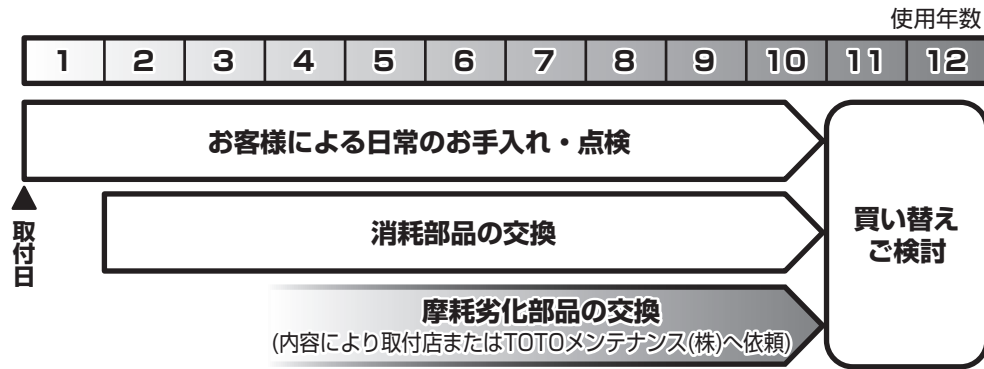 使用年数
1 2 3 4 5 6 7 8 9 10 11 12
お客様による日常のお手入れ・点検
取付日
消耗部品の交換
買い替え
ご検討
摩耗劣化部品の交換
(内容により取付店またはTOTOメンテナンス(株)へ依頼)